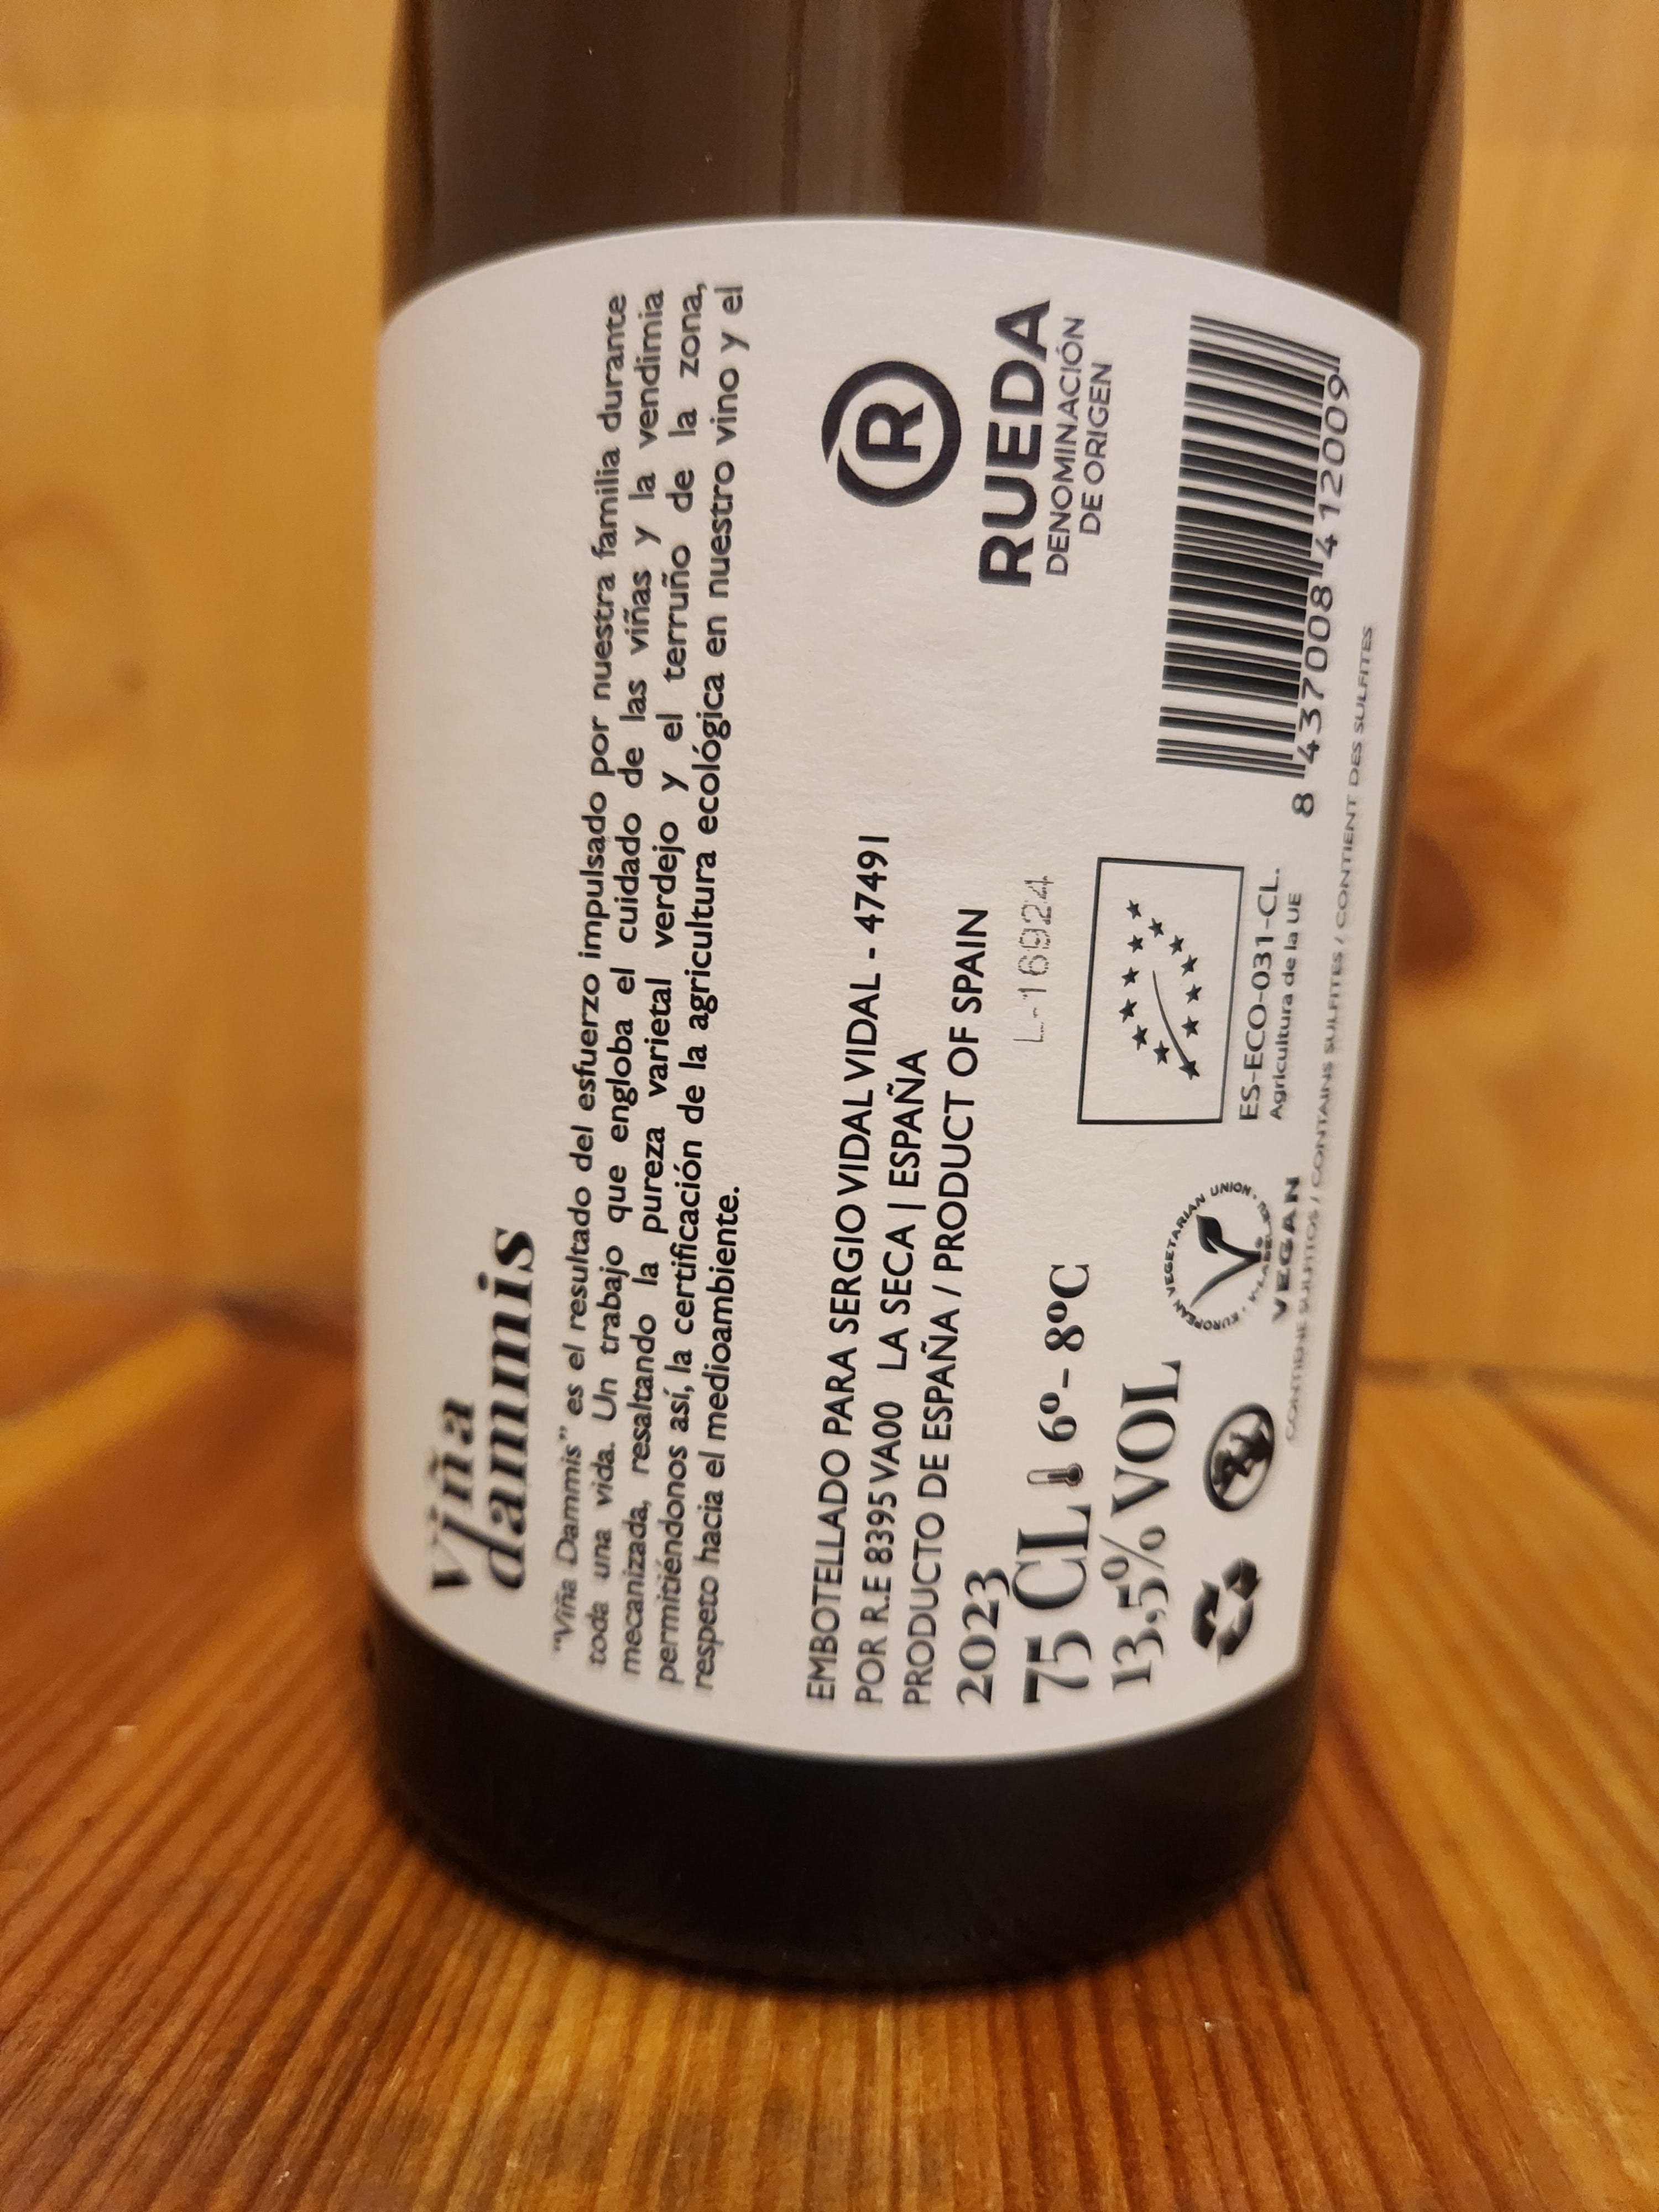 Viña
dammis
"Viña Dammis" es el resultado del esfuerzo impulsado por nuestra familia durante
toda una vida. Un trabajo que engloba el cuidado de las viñas y la vendimia
mecanizada, resaltando la pureza varietal verdejo y el terruño de la zona,
permitiéndonos así, la certificación de la agricultura ecológica en nuestro vino y el
respeto hacia el medioambiente.
EMBOTELLADO PARA SERGIO VIDAL VIDAL - 47491
POR R.E 8395 VA00 LA SECA | ESPAÑA
PRODUCTO DE ESPAÑA / PRODUCT OF SPAIN
2023
75 CL 6º- 8ºC
13,5% VOL
L-16924
R
RUEDA
DENOMINACIÓN
DE ORIGEN
EUROPEAN VEGETARIAN UNION
VEGAN
ES-ECO-031-CL.
Agricultura de la UE
8 437008 412009
CONTIENE SULFITOS / CONTAINS SULFITES / CONTIENT DES SULFITES